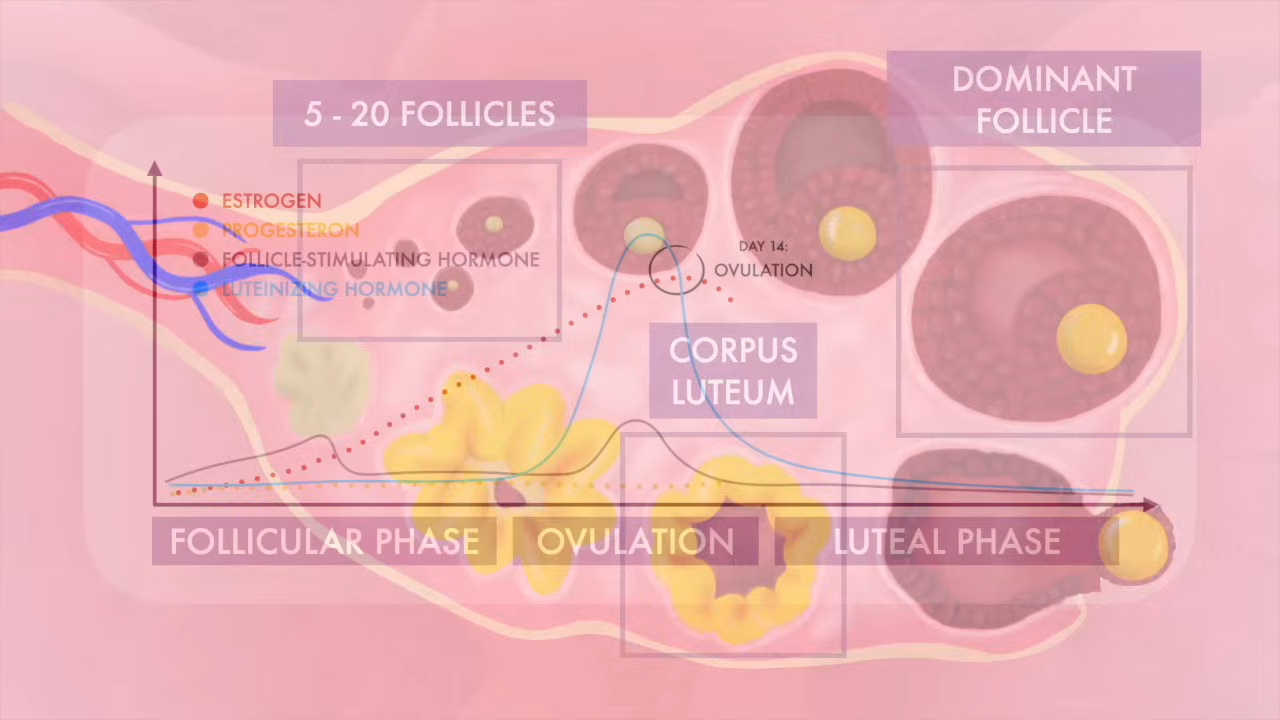 5 - 20 FOLLICLES
DOMINANT
FOLLICLE
ESTROGEN
PROGESTERON
FOLLICLE-STIMULATING HORMONE
LUTEINIZING HORMONE
DAY 14:
OVULATION
CORPUS
LUTEUM
FOLLICULAR PHASE
OVULATION
LUTEAL PHASE